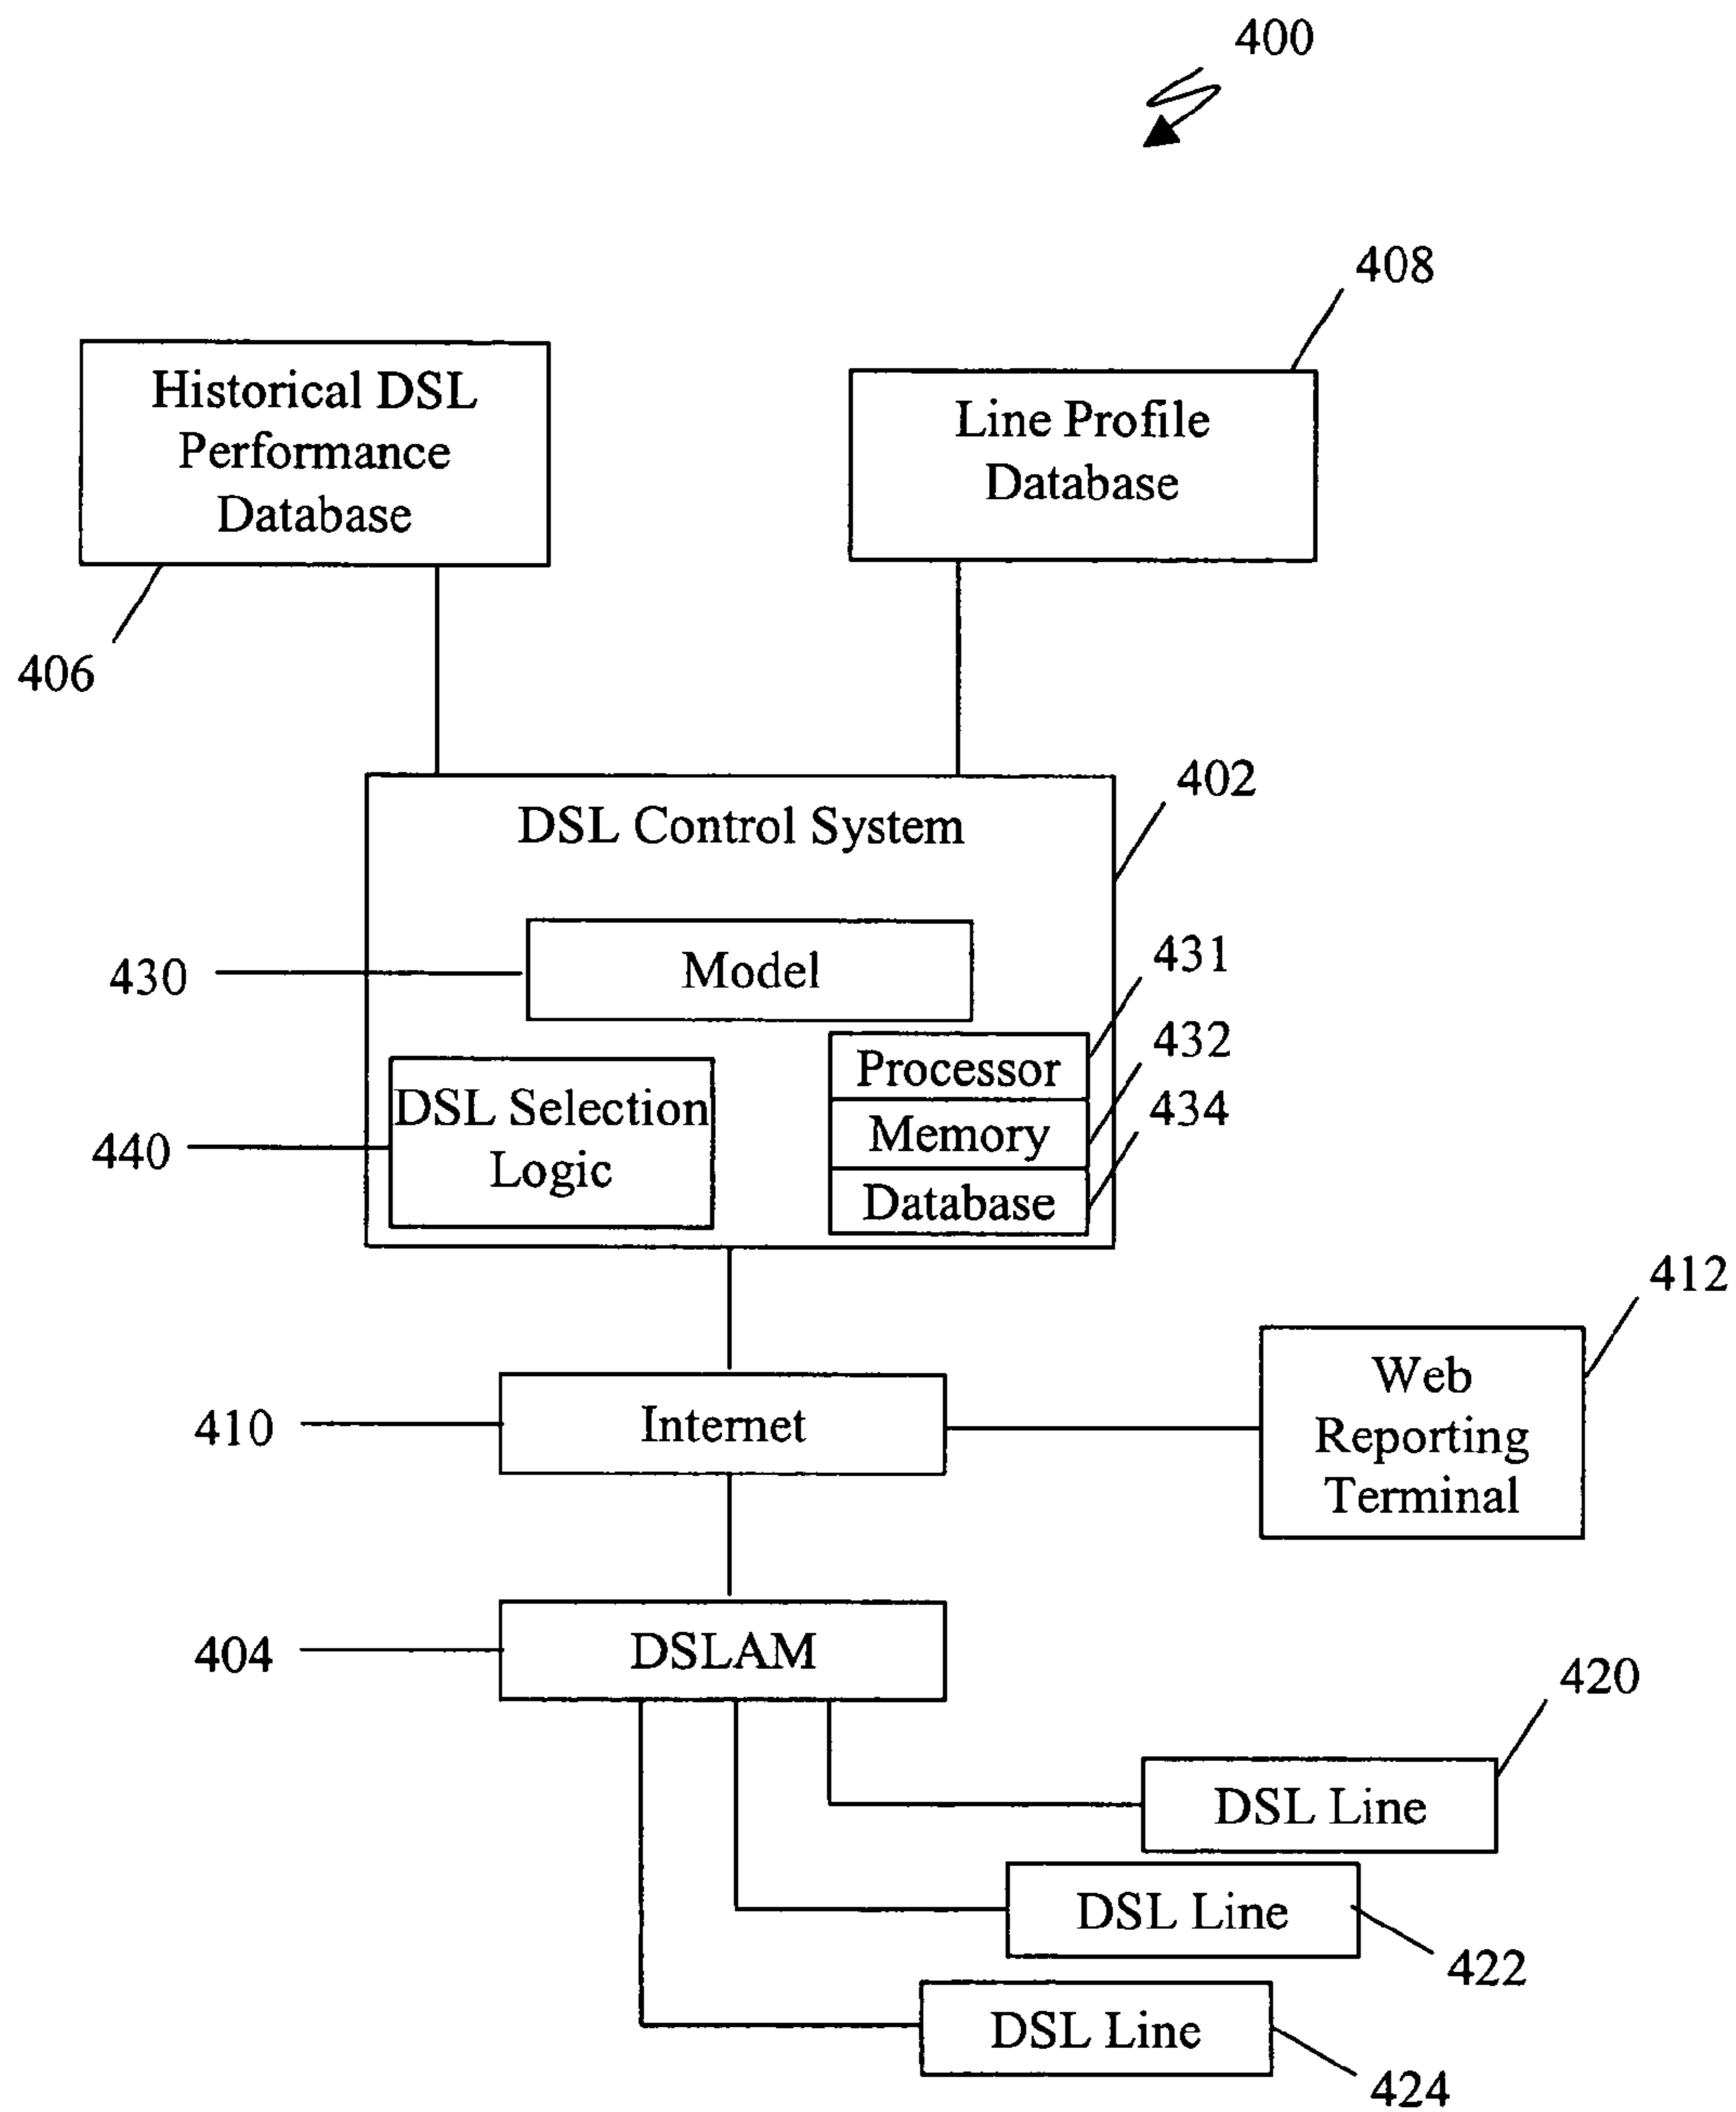 400
408
Historical DSL
Performance
Database
Line Profile
Database
406
402
DSL Control System
430
Model
431
Processor
432
Memory
434
Database
440
DSL Selection
Logic
412
410
Internet
Web
Reporting
Terminal
404
DSLAM
420
DSL Line
DSL Line
422
DSL Line
424